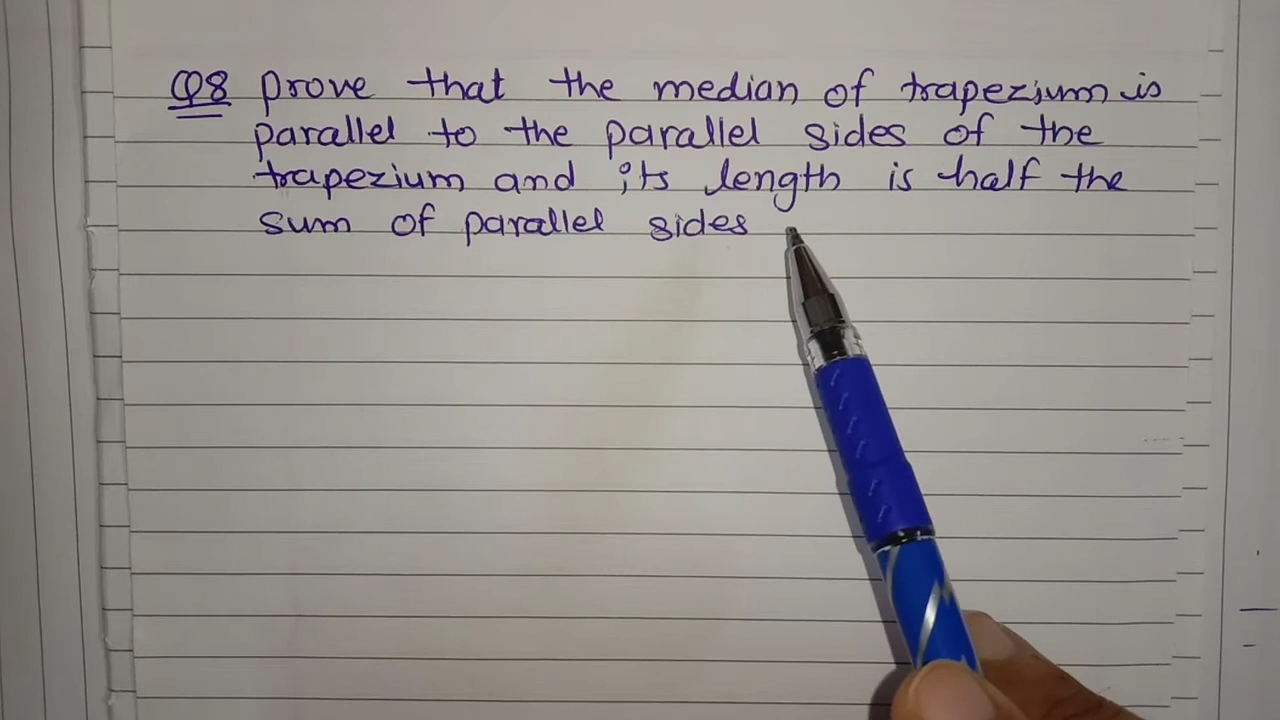 Q8 Prove that the median of trapezium is
parallel to the parallel sides of the
trapezium and its length is half the
sum of parallel sides